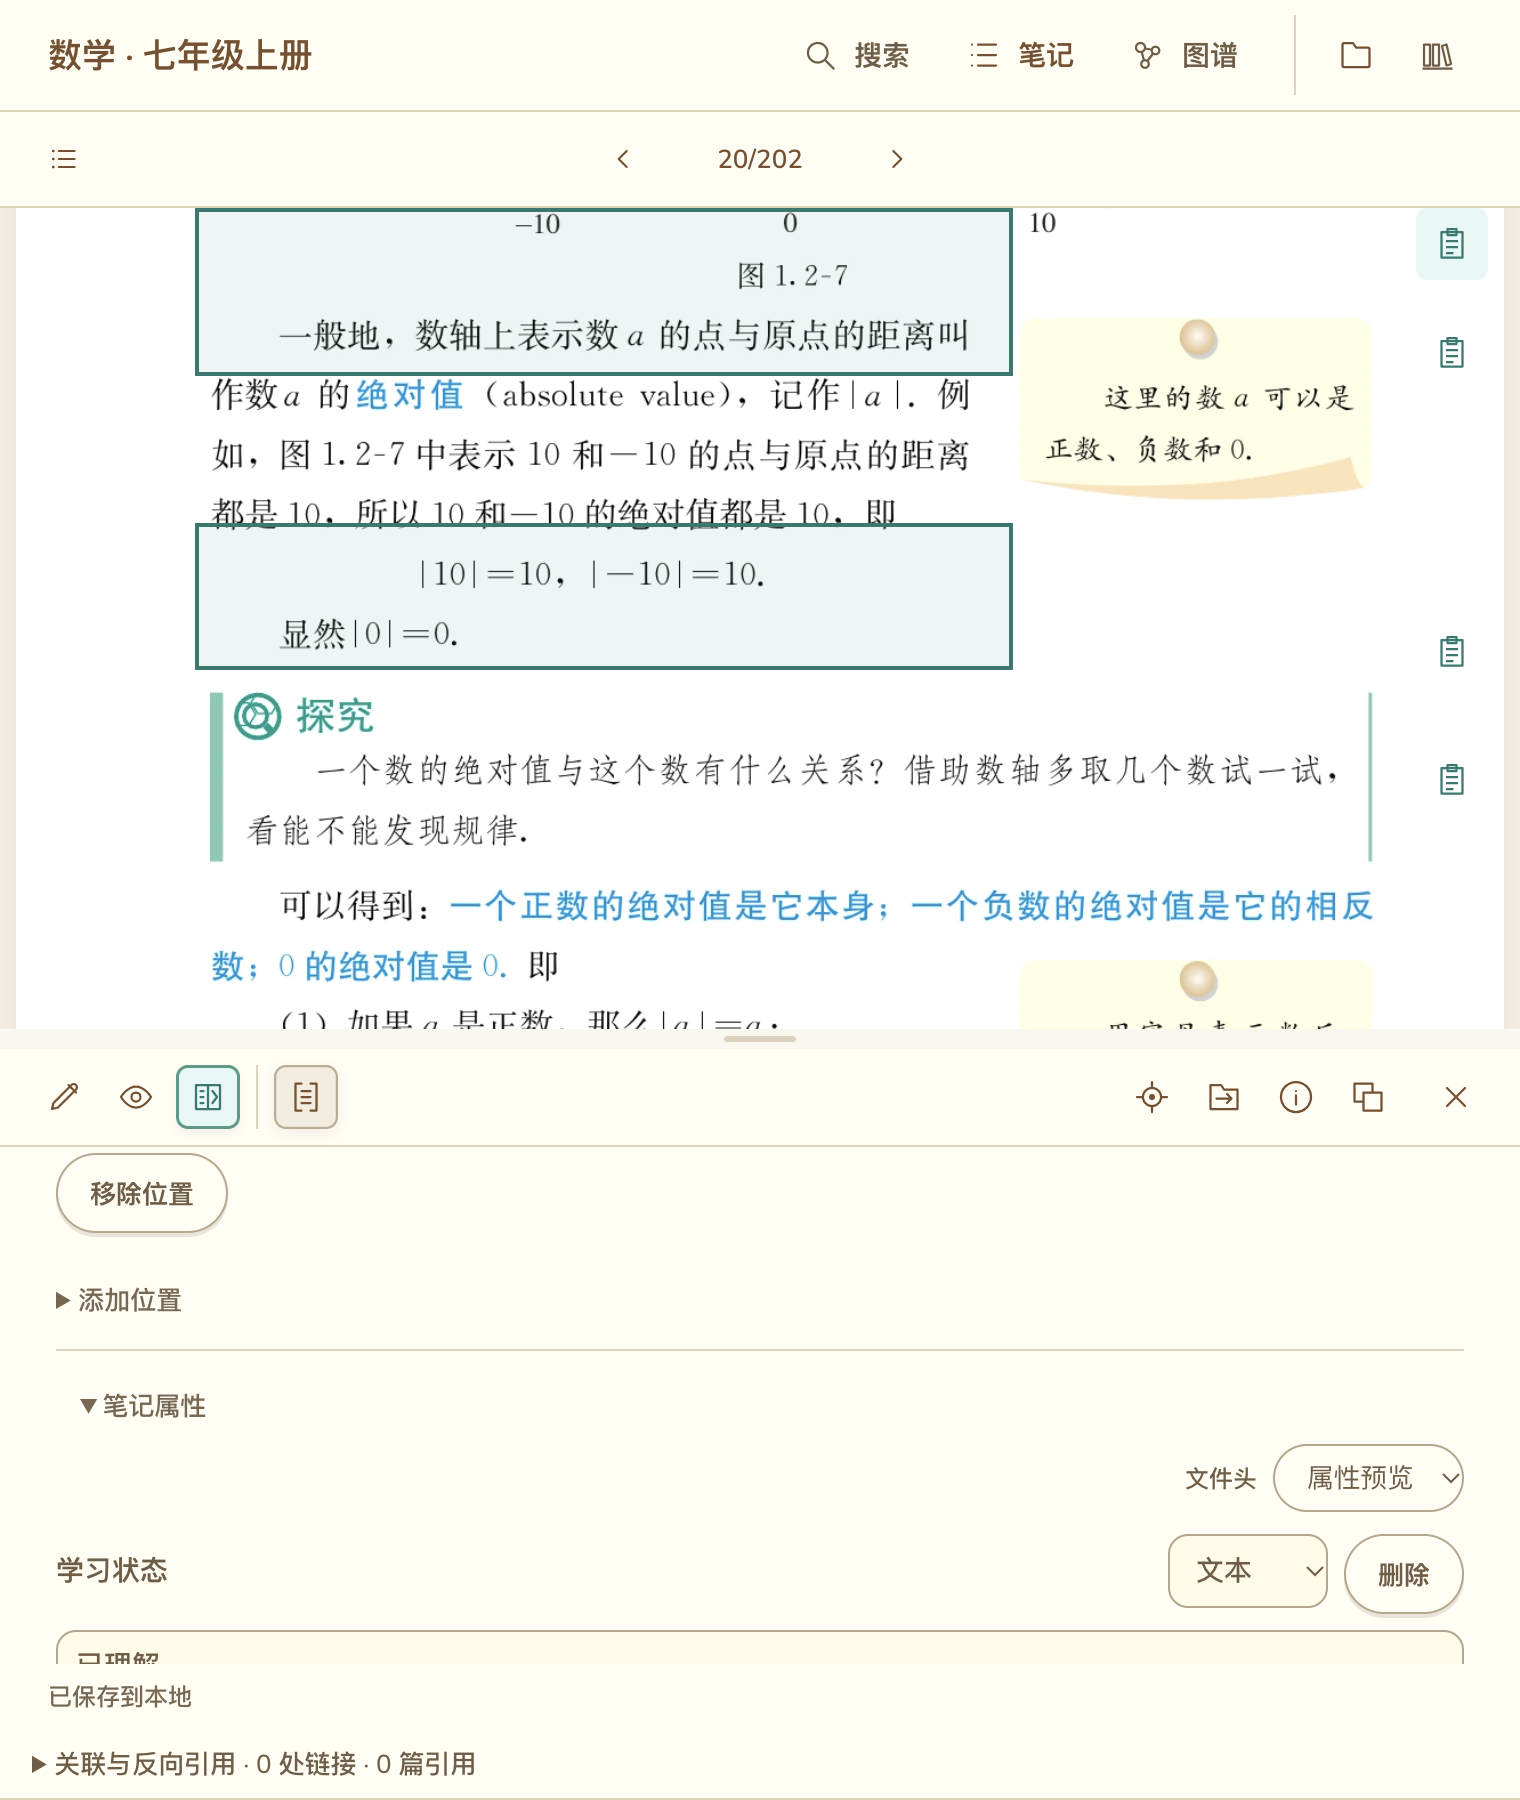 数学 · 七年级上册
搜索
笔记
图谱
20/202
−10 0 10
图 1.2-7
一般地，数轴上表示数 a 的点与原点的距离叫
作数 a 的绝对值（absolute value），记作|a|. 例
如，图 1.2-7 中表示 10 和−10 的点与原点的距离
都是 10，所以 10 和−10 的绝对值都是 10，即
|10|=10，|−10|=10.
显然|0|=0.
这里的数 a 可以是
正数、负数和 0.
探究
一个数的绝对值与这个数有什么关系？借助数轴多取几个数试一试，
看能不能发现规律.
可以得到：一个正数的绝对值是它本身；一个负数的绝对值是它的相反
数；0 的绝对值是 0. 即
(1) 如果 a 是正数，那么|a|=a；
移除位置
添加位置
笔记属性
文件头
属性预览
学习状态
文本
删除
已理解
已保存到本地
关联与反向引用 · 0 处链接 · 0 篇引用